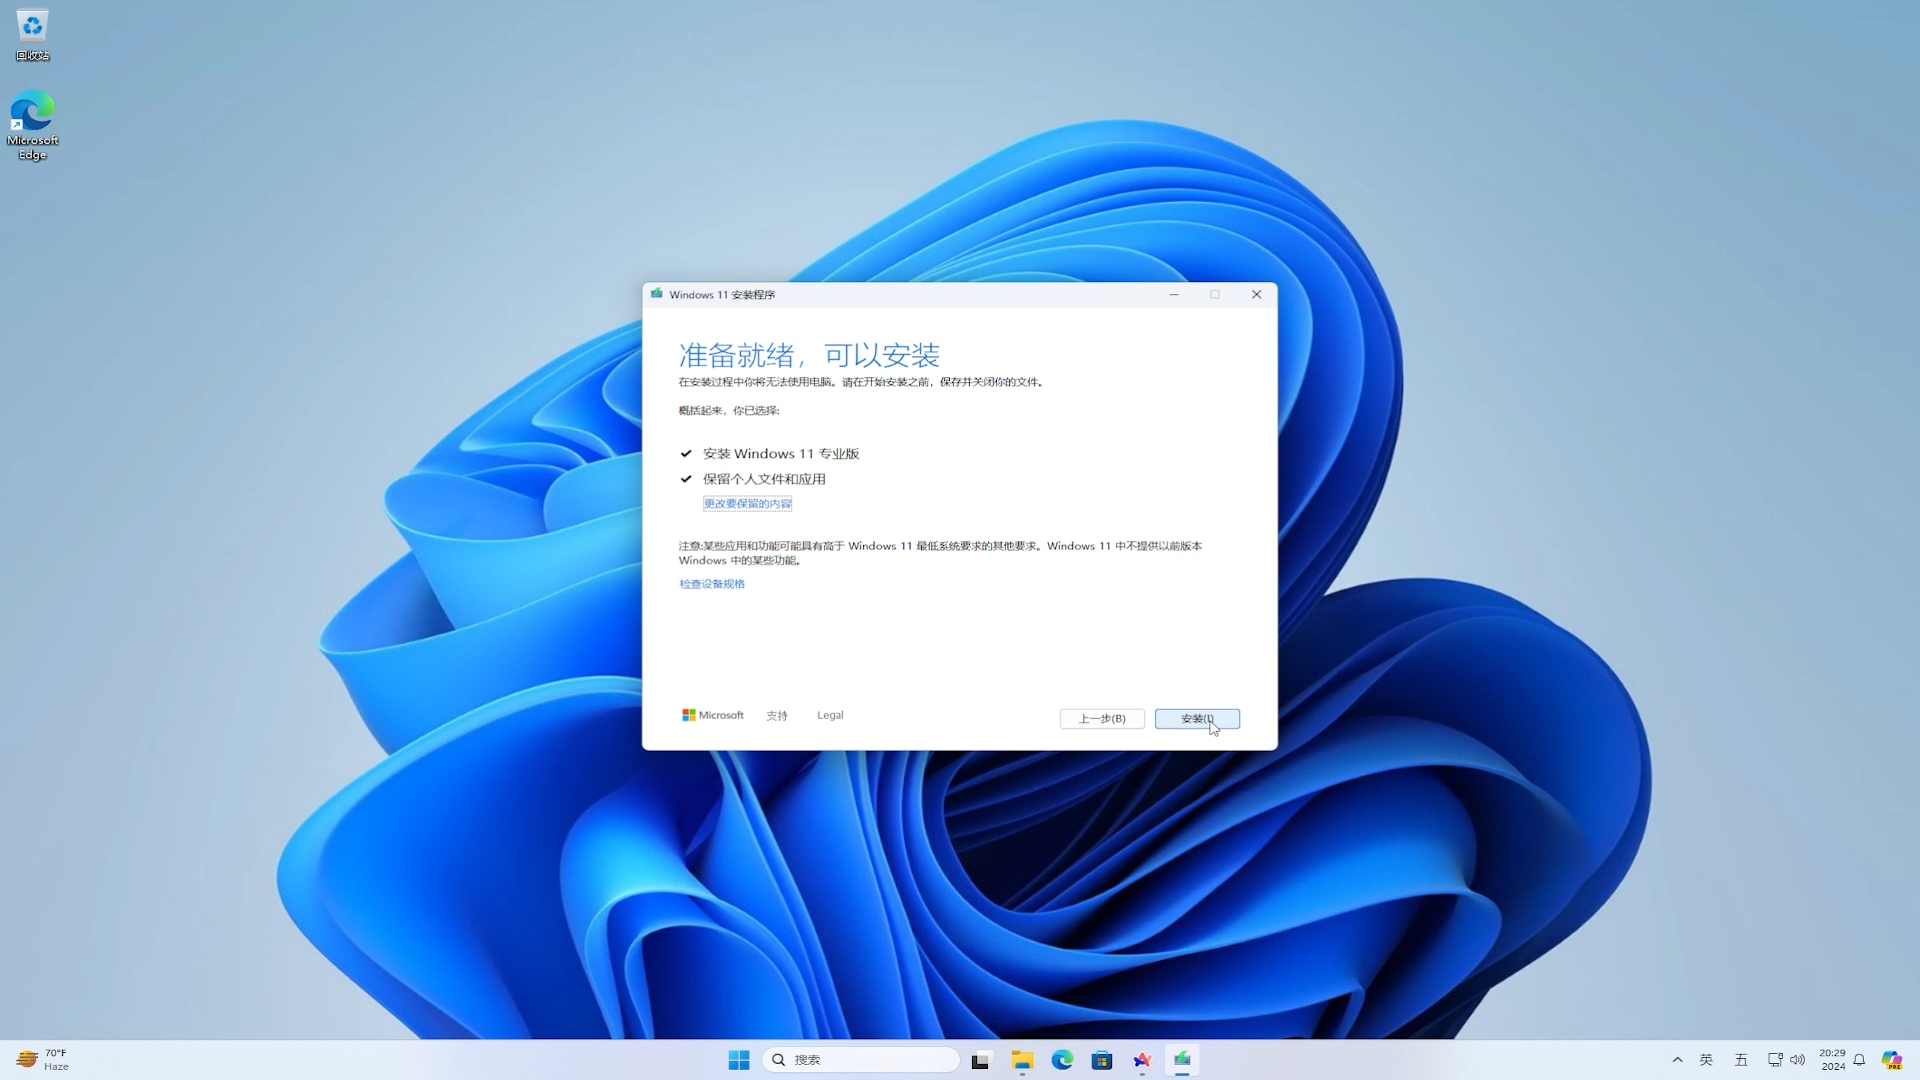 回收站
Microsoft
Edge
Windows 11 安装程序
准备就绪，可以安装
在安装过程中你将无法使用电脑。请在开始安装之前，保存并关闭你的文件。
概括起来，你已选择:
安装 Windows 11 专业版
保留个人文件和应用
更改要保留的内容
注意:某些应用和功能可能具有高于 Windows 11 最低系统要求的其他要求。Windows 11 中不提供以前版本
Windows 中的某些功能。
检查设备规格
Microsoft 支持 Legal
上一步(B) 安装(I)
70°F
Haze
搜索
英 五
20:29
2024
PRE